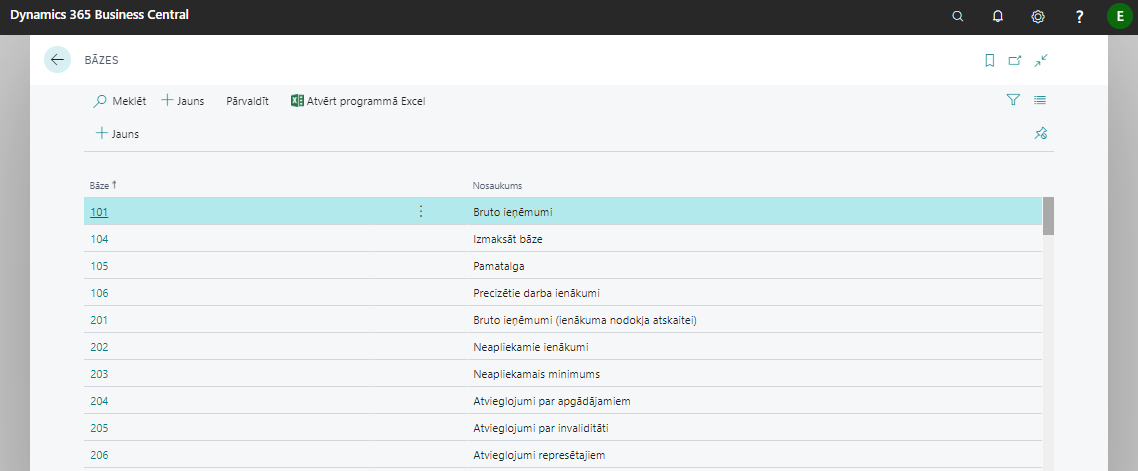 Dynamics 365 Business Central
?
E
BĀZES
Meklēt Jauns Pārvaldīt Atvērt programmā Excel
Jauns
Bāze ↑ Nosaukums
101 Bruto ieņēmumi
104 Izmaksāt bāze
105 Pamatalga
106 Precizētie darba ienākumi
201 Bruto ieņēmumi (ienākuma nodokļa atskaitei)
202 Neapliekamie ienākumi
203 Neapliekamais minimums
204 Atvieglojumi par apgādājamiem
205 Atvieglojumi par invaliditāti
206 Atvieglojumi represētajiem